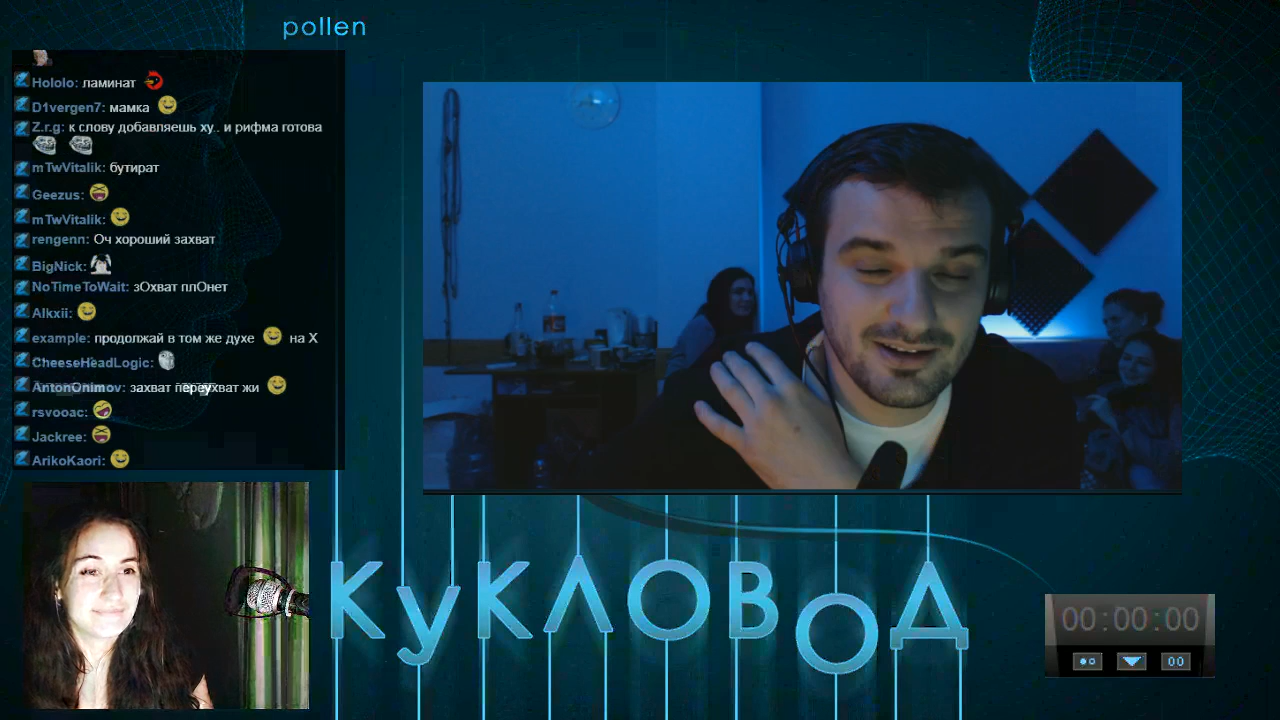 pollen
Hololo: ламинат
D1vergen7: мамка
Z.r.g: к слову добавляешь ху.. и рифма готова
mTwVitalik: бутират
Geezus:
mTwVitalik:
rengenn: Оч хороший захват
BigNick:
NoTimeToWait: зОхват плОнет
Alkxii:
example: продолжай в том же духе на Х
CheeseHeadLogic:
AntonOnimov: захват жи
rsvooac:
Jackree:
ArikoKaori:
КУКЛОВОД
00:00:00
00